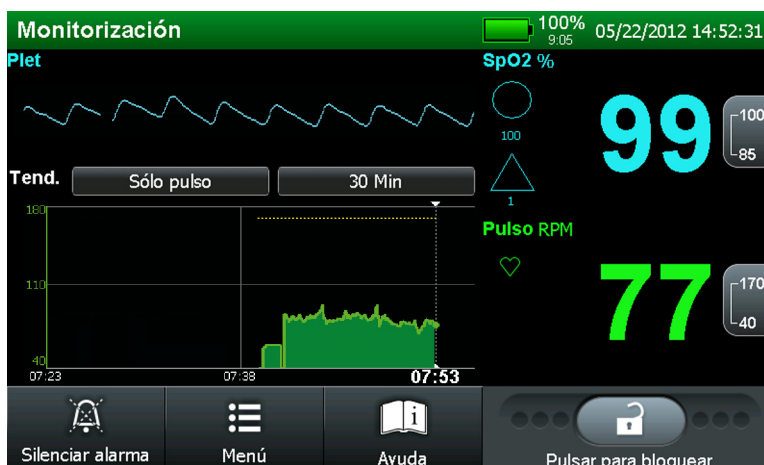 Monitorización
100%
9:05
05/22/2012 14:52:31
Plet
SpO2 %
100
1
99
100
85
Tend.
Sólo pulso
30 Min
180
110
40
07:23
07:38
07:53
Pulso RPM
77
170
40
Silenciar alarma
Menú
i
Ayuda
Pulsar para bloquear